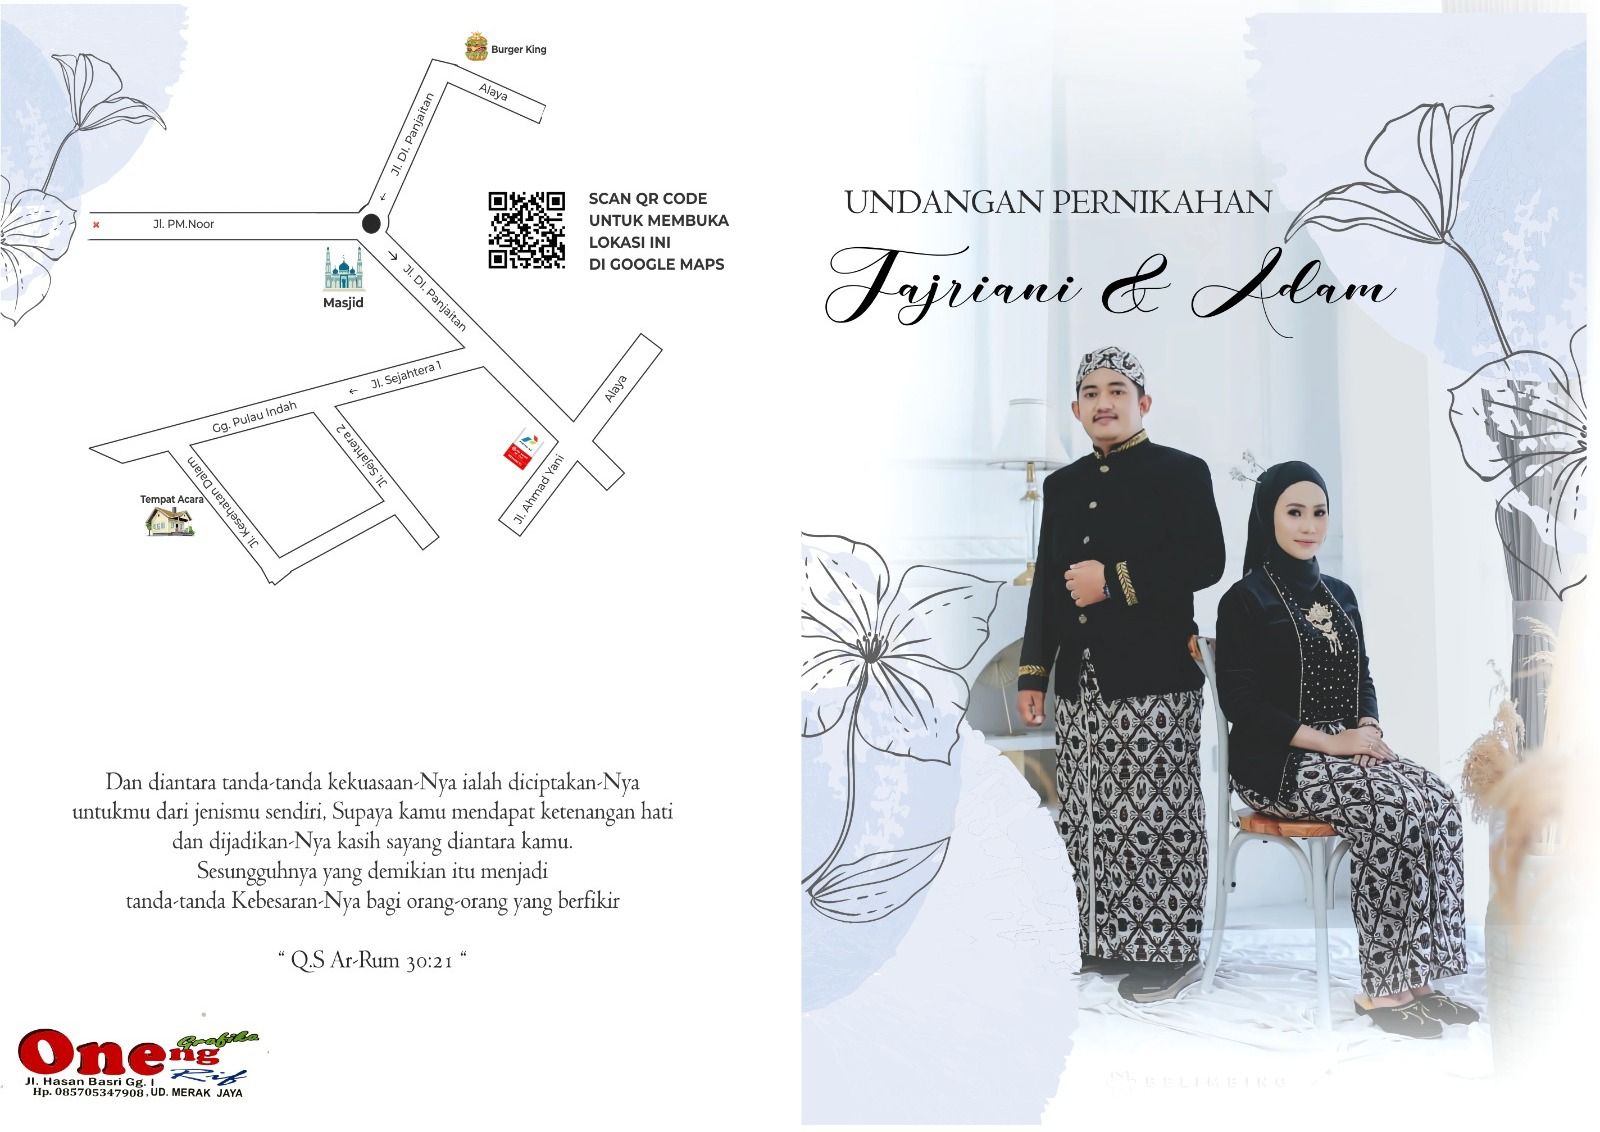 Burger King
Alaya
Jl. DI. Panjaitan
Jl. PM.Noor
Masjid
Jl. DI. Panjaitan
SCAN QR CODE
UNTUK MEMBUKA
LOKASI INI
DI GOOGLE MAPS
Alaya
Jl. Sejahtera 1
Gg. Pulau Indah
Jl. Sejahtera 2
Jl. Ahmad Yani
Tempat Acara
Jl. Kesehatan Dalam
Dan diantara tanda-tanda kekuasaan-Nya ialah diciptakan-Nya
untukmu dari jenismu sendiri, Supaya kamu mendapat ketenangan hati
dan dijadikan-Nya kasih sayang diantara kamu.
Sesungguhnya yang demikian itu menjadi
tanda-tanda Kebesaran-Nya bagi orang-orang yang berfikir
“ Q.S Ar-Rum 30:21 “
Oneng Grafika
Rif
Jl. Hasan Basri Gg. I
Hp. 085705347908, UD. MERAK JAYA
UNDANGAN PERNIKAHAN
Fajriani & Adam
BELIMBING